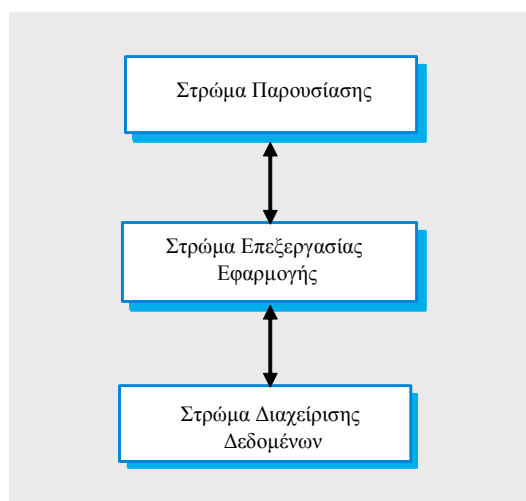 Στρώμα Παρουσίασης
Στρώμα Επεξεργασίας
Εφαρμογής
Στρώμα Διαχείρισης
Δεδομένων